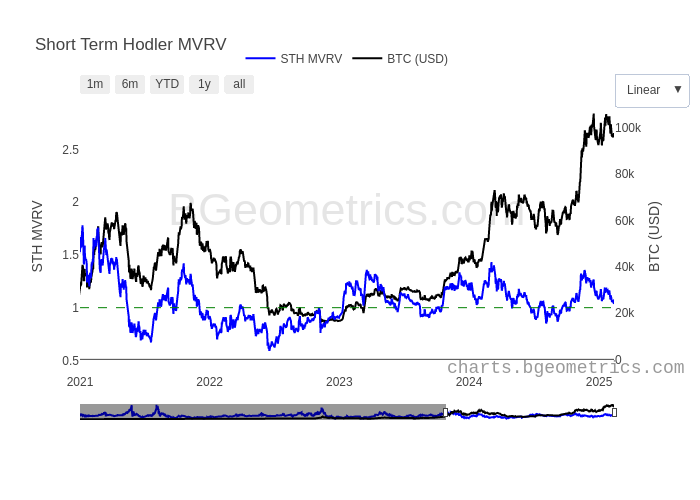 Short Term Hodler MVRV
STH MVRV BTC (USD)
1m 6m YTD 1y all
Linear ▼
BGeometrics.com
STH MVRV
2.5
2
1.5
1
0.5
100k
80k
60k
40k
20k
0
BTC (USD)
charts.bgeometrics.com
2021 2022 2023 2024 2025